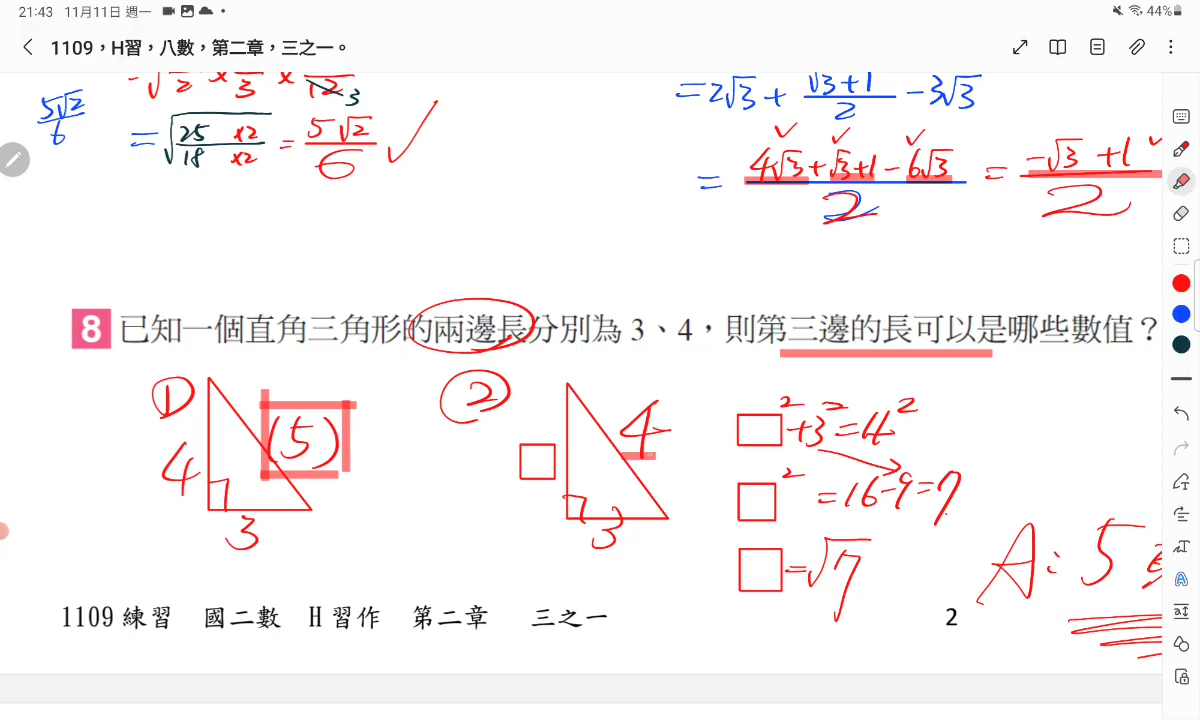 21:43 11月11日 週一 44%
1109，H習，八數，第二章，三之一。
5√2/6
= √(25 ×2 / 18 ×2) = 5√2/6 ✓
=2√3 + (√3+1)/2 - 3√3
= (4√3+√3+1-6√3)/2 = (-√3+1)/2
8 已知一個直角三角形的兩邊長分別為 3、4，則第三邊的長可以是哪些數值？
① 4 (5) 3
② □ 4 3
□²+3²=4²
□²=16-9=7
□=√7
A: 5
1109 練習 國二數 H 習作 第二章 三之一 2